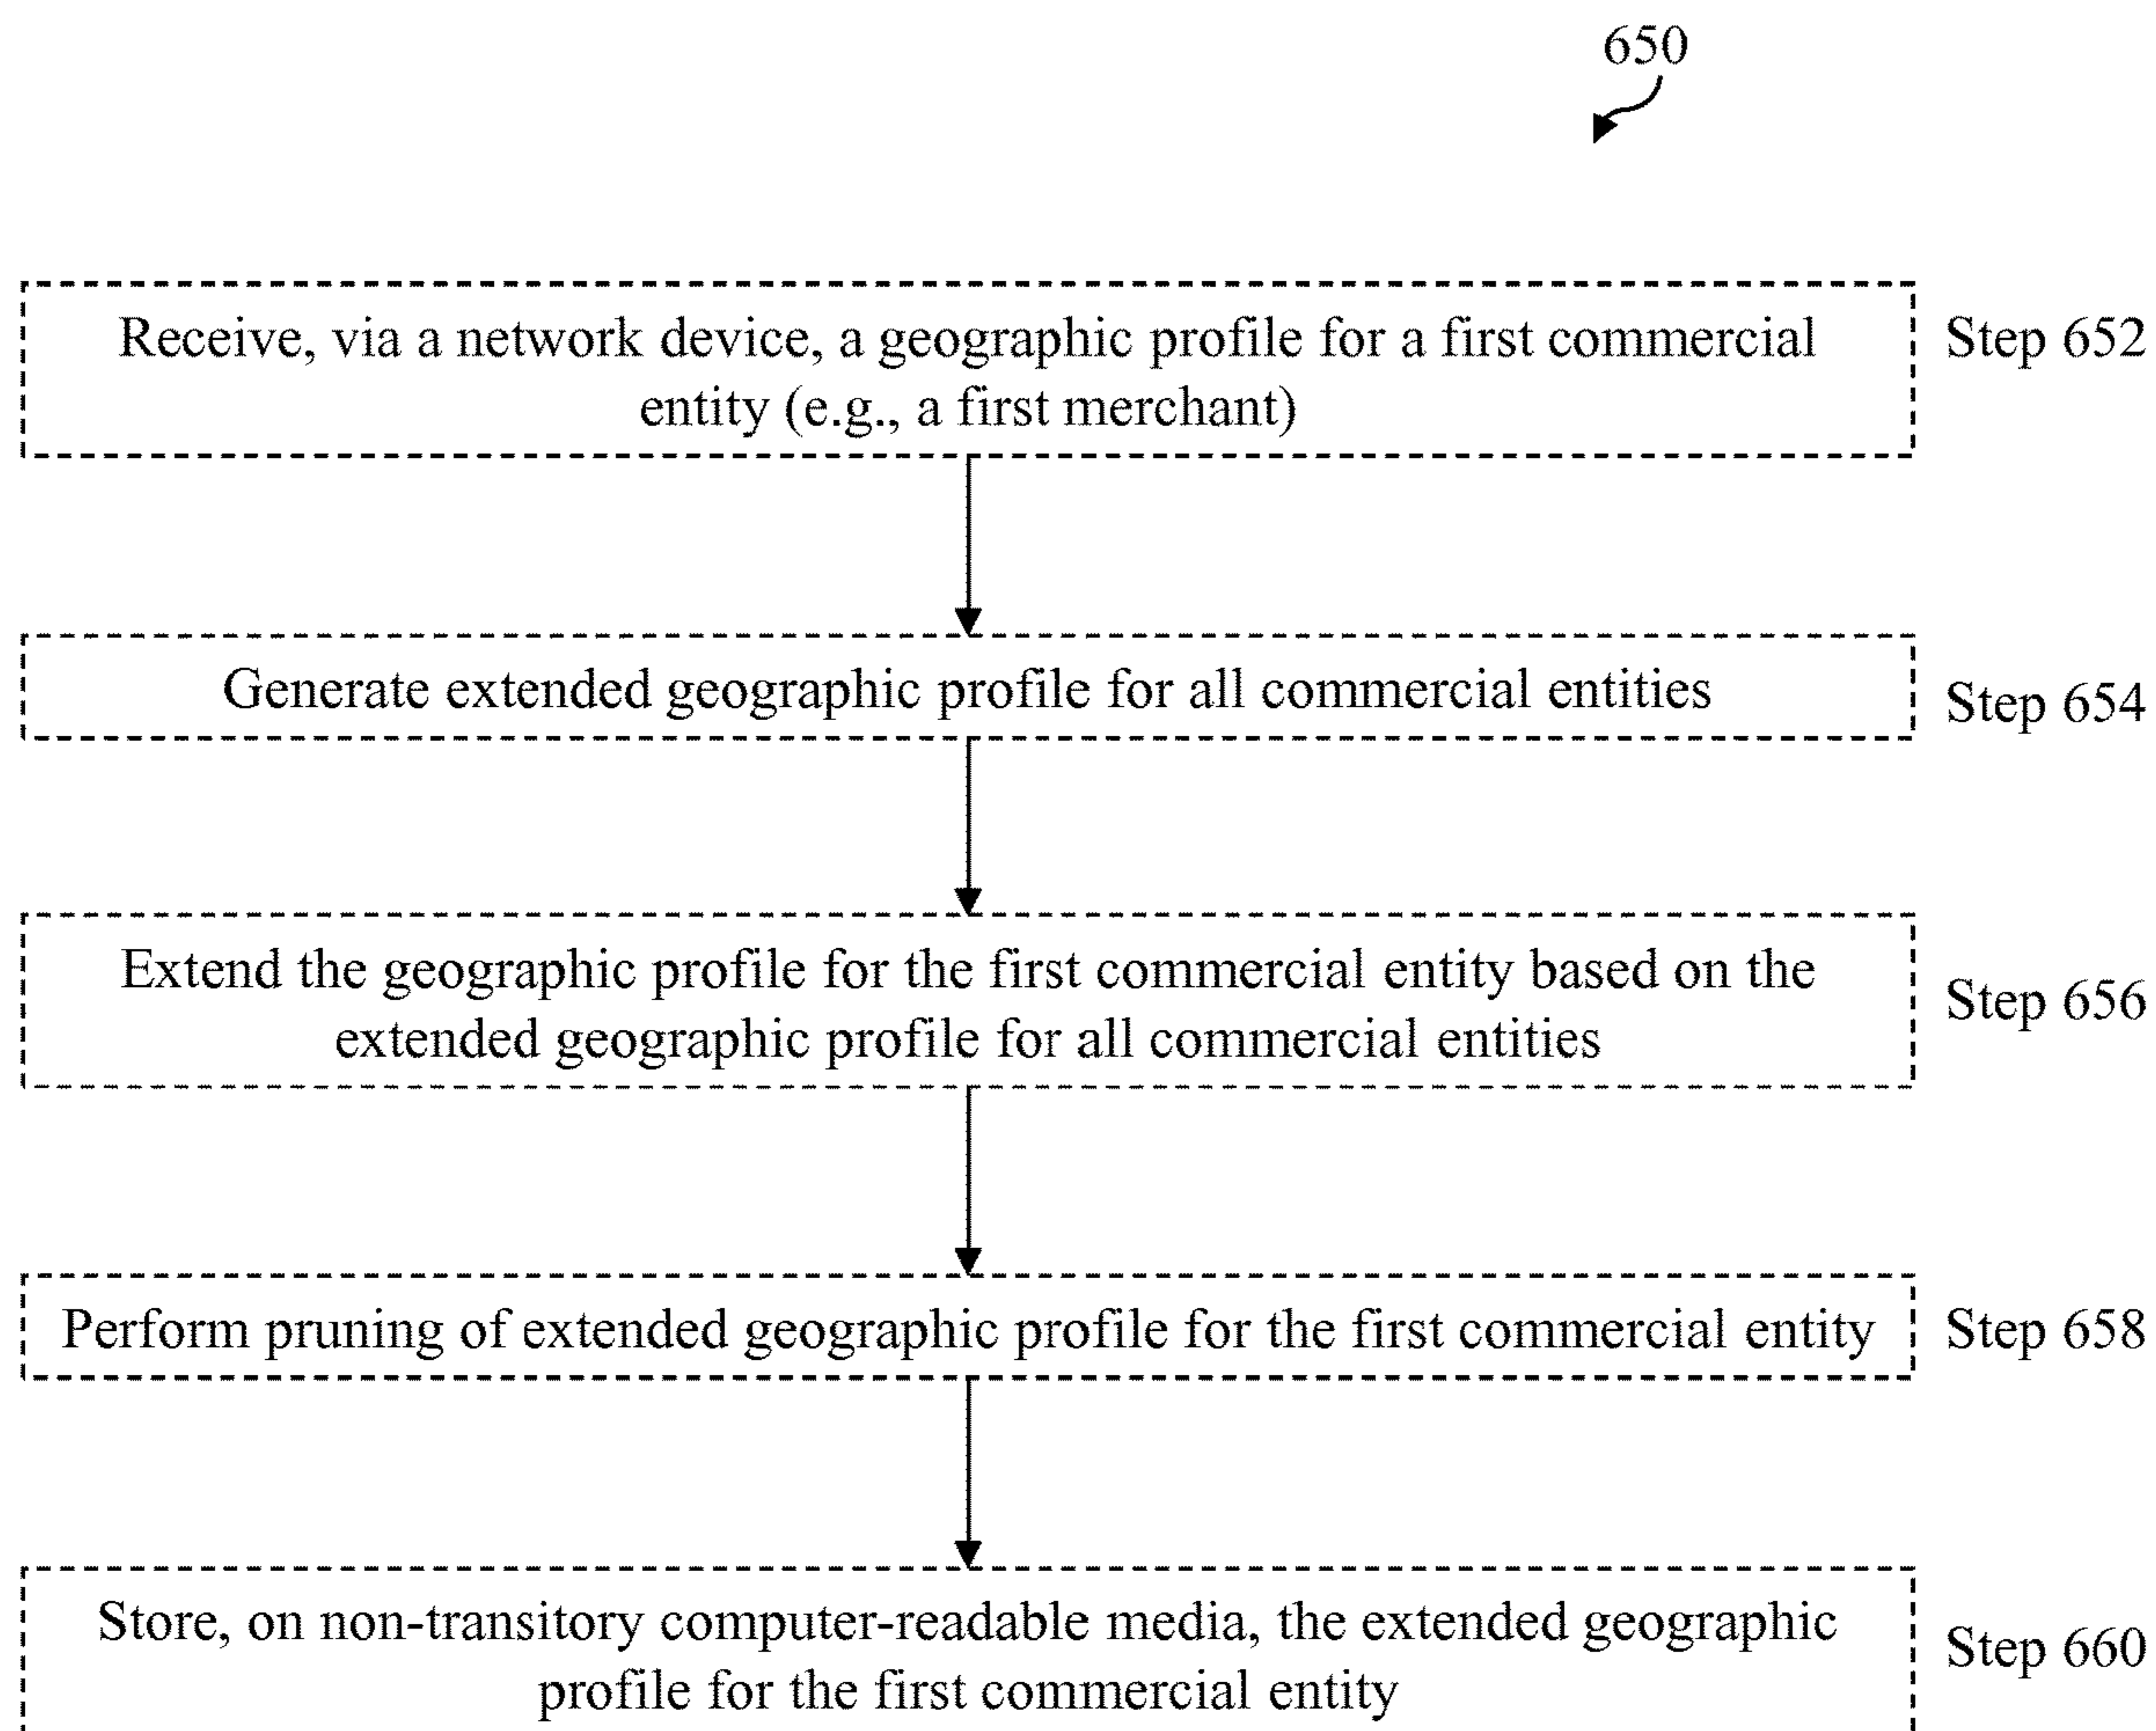 650
Receive, via a network device, a geographic profile for a first commercial
entity (e.g., a first merchant)
Step 652
Generate extended geographic profile for all commercial entities
Step 654
Extend the geographic profile for the first commercial entity based on the
extended geographic profile for all commercial entities
Step 656
Perform pruning of extended geographic profile for the first commercial entity
Step 658
Store, on non-transitory computer-readable media, the extended geographic
profile for the first commercial entity
Step 660